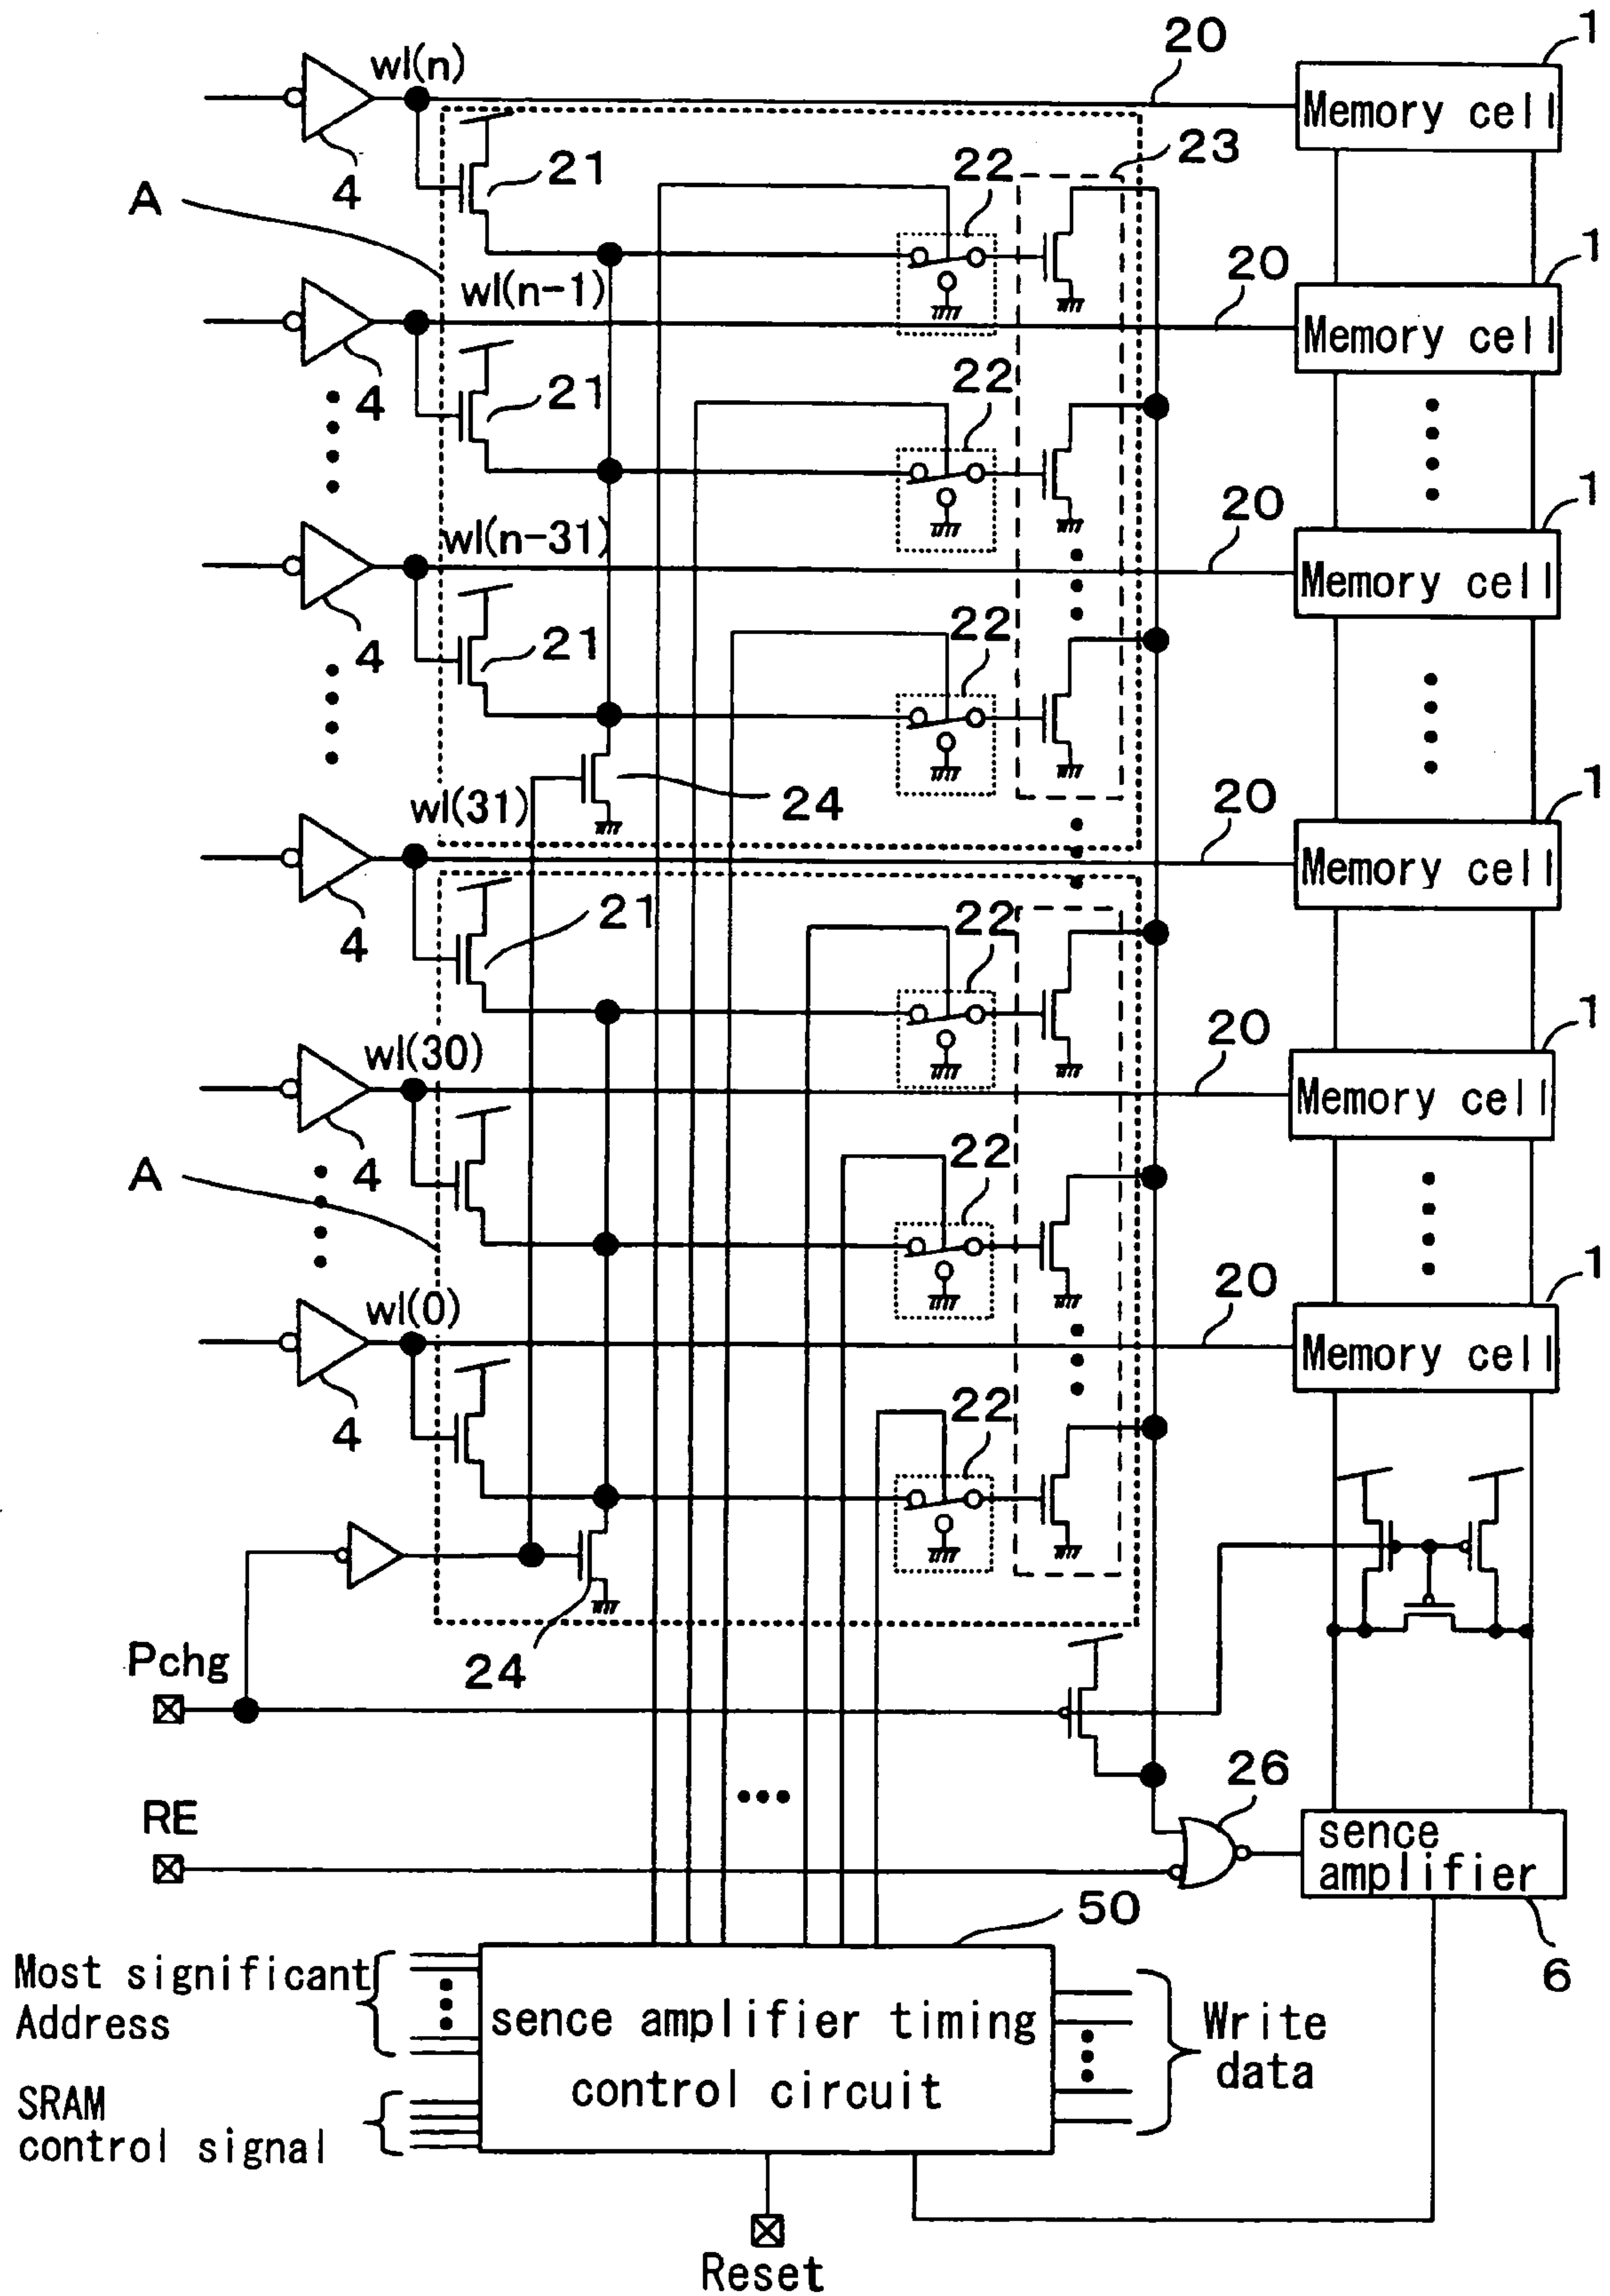 wl(n)
20
1
Memory cell
4
A
21
22
23
wl(n-1)
20
1
Memory cell
4
21
22
wl(n-31)
20
1
Memory cell
4
21
22
24
wl(31)
20
1
Memory cell
4
21
22
wl(30)
20
1
Memory cell
4
A
22
wl(0)
20
1
Memory cell
4
22
24
Pchg
26
RE
sence
amplifier
6
50
Most significant
Address
sence amplifier timing
control circuit
Write
data
SRAM
control signal
Reset